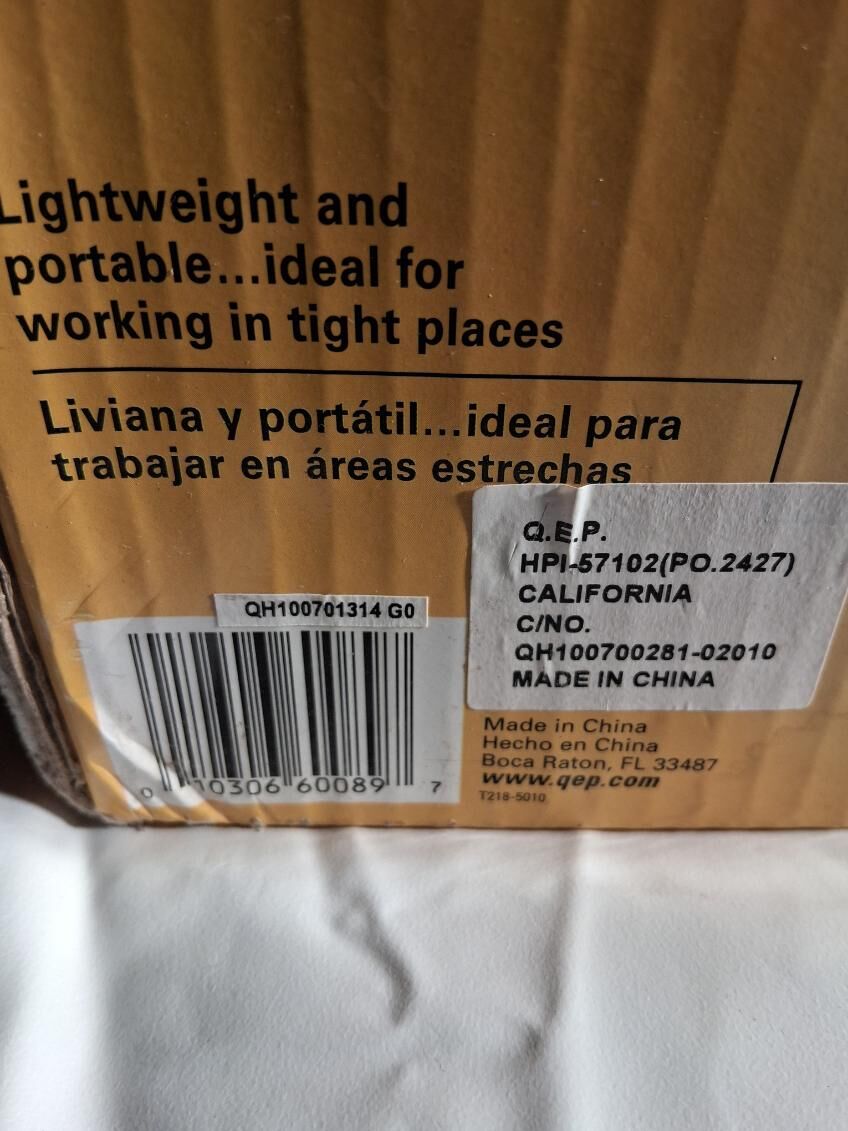 Lightweight and
portable...ideal for
working in tight places
Liviana y portátil...ideal para
trabajar en áreas estrechas
Q.E.P.
HPI-57102(PO.2427)
CALIFORNIA
C/NO.
QH100700281-02010
MADE IN CHINA
QH100701314 G0
0 10306 60089 7
Made in China
Hecho en China
Boca Raton, FL 33487
www.qep.com
T218-5010